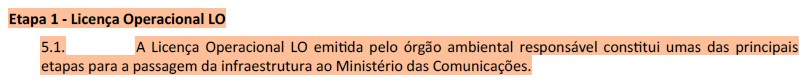 Etapa 1 - Licença Operacional LO
5.1. A Licença Operacional LO emitida pelo órgão ambiental responsável constitui umas das principais
etapas para a passagem da infraestrutura ao Ministério das Comunicações.